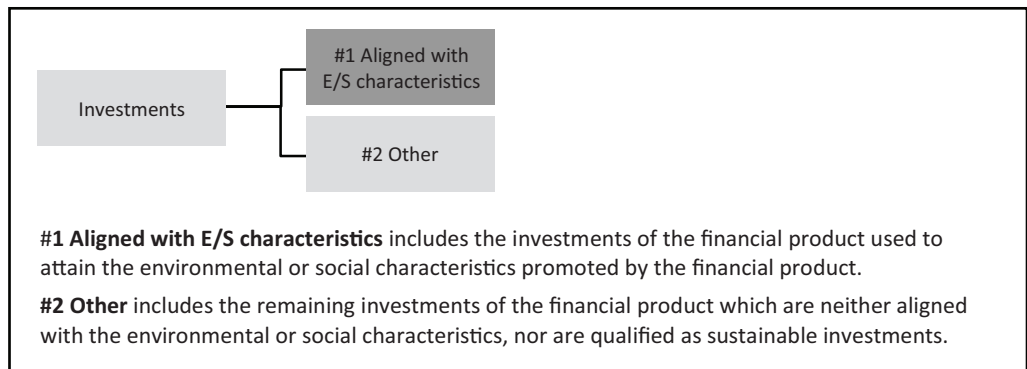 #1 Aligned with
E/S characteristics
Investments
#2 Other
#1 Aligned with E/S characteristics includes the investments of the financial product used to
attain the environmental or social characteristics promoted by the financial product.
#2 Other includes the remaining investments of the financial product which are neither aligned
with the environmental or social characteristics, nor are qualified as sustainable investments.